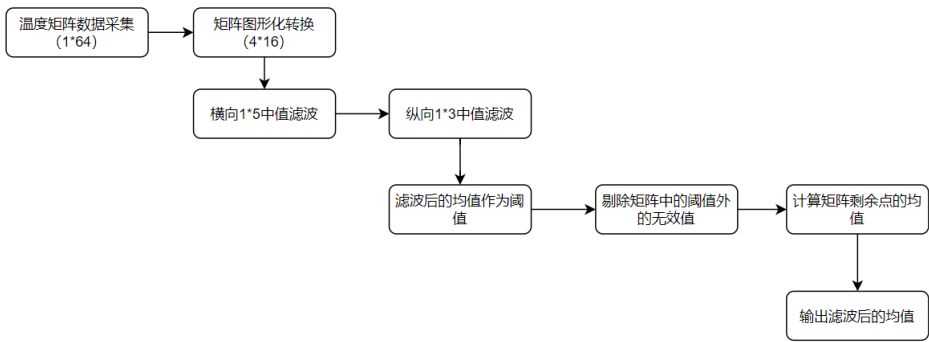 温度矩阵数据采集
（1*64）
矩阵图形化转换
（4*16）
横向1*5中值滤波
纵向1*3中值滤波
滤波后的均值作为阈
值
剔除矩阵中的阈值外
的无效值
计算矩阵剩余点的均
值
输出滤波后的均值